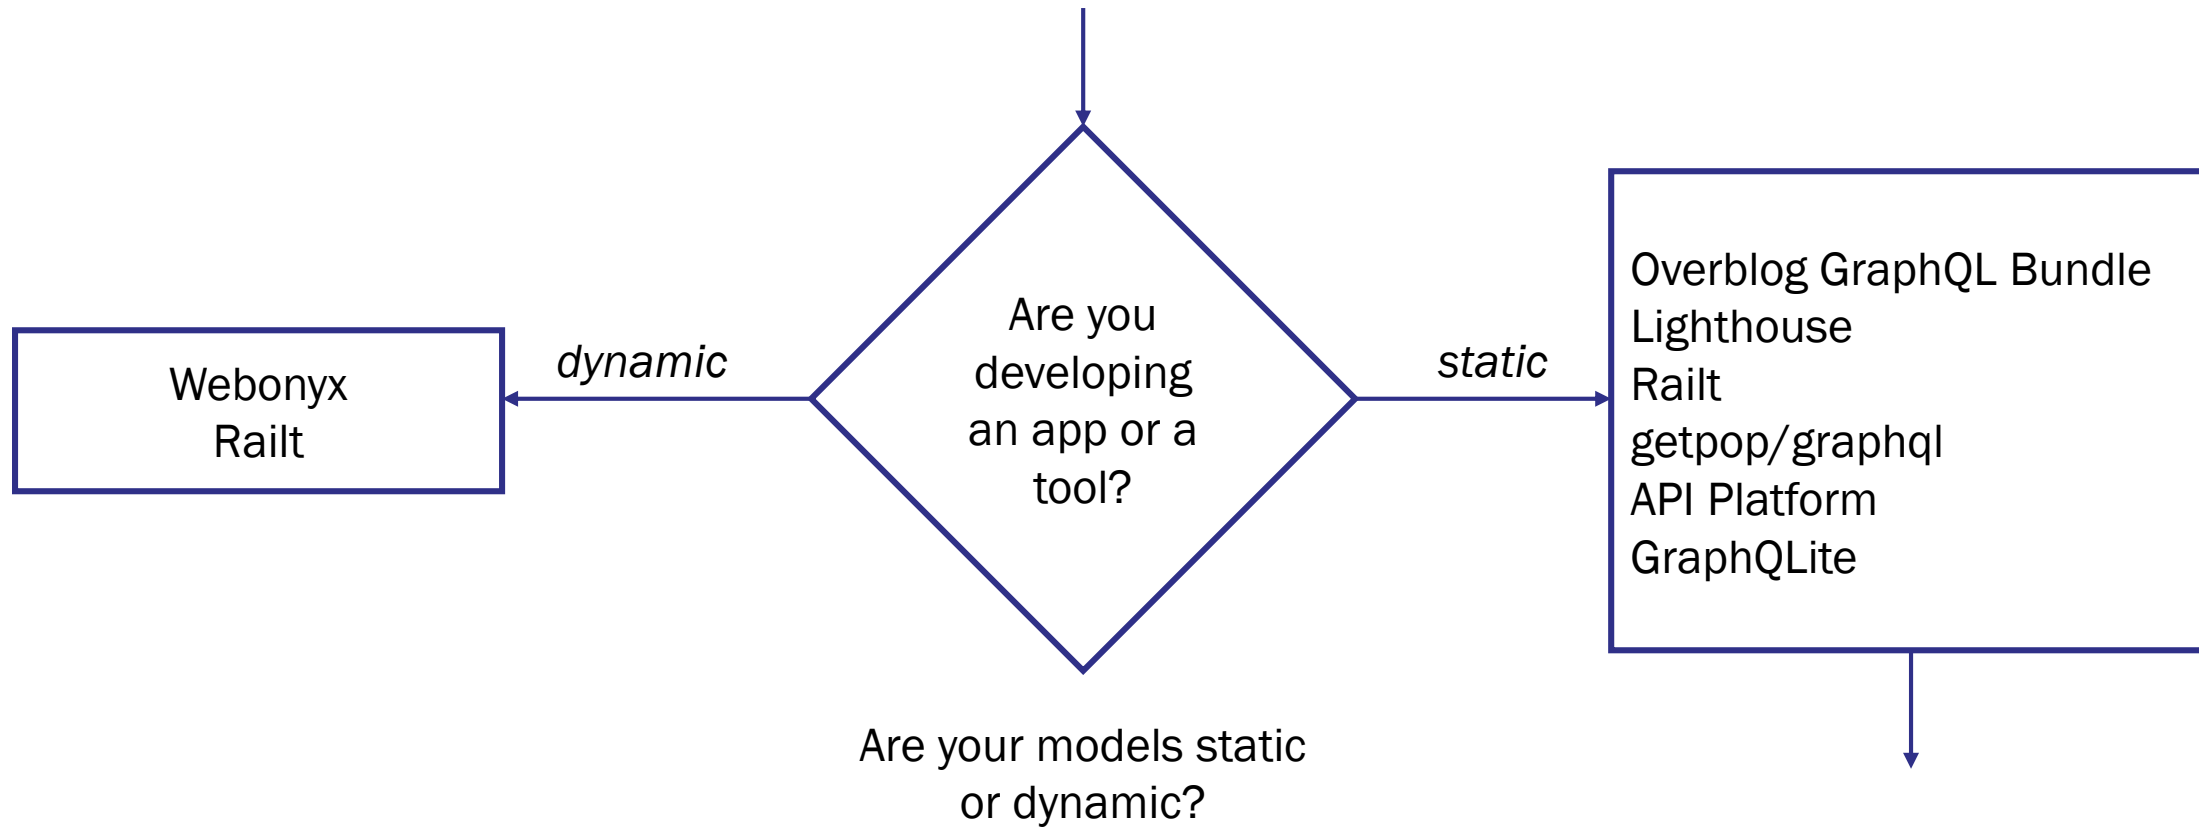 Webonyx
Railt
dynamic
Are you
developing
an app or a
tool?
static
Overblog GraphQL Bundle
Lighthouse
Railt
getpop/graphql
API Platform
GraphQLite
Are your models static
or dynamic?